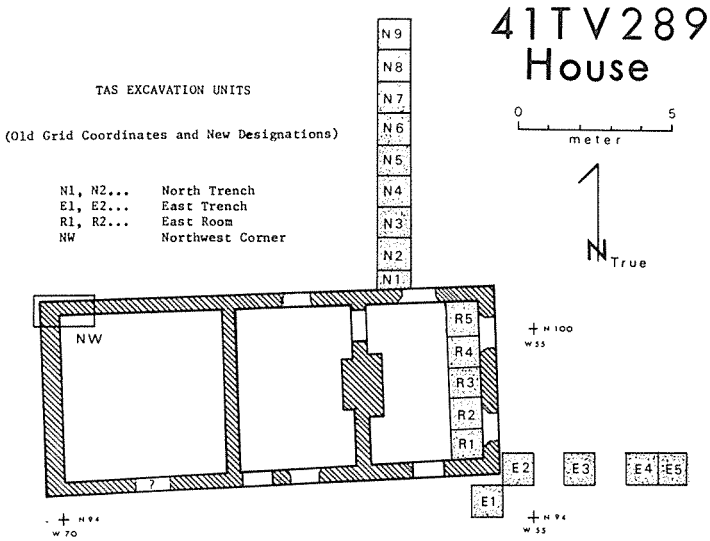 41TV289
House
TAS EXCAVATION UNITS
(Old Grid Coordinates and New Designations)
N1, N2... North Trench
E1, E2... East Trench
R1, R2... East Room
NW Northwest Corner
0 5
meter
N True
N9
N8
N7
N6
N5
N4
N3
N2
N1
NW
R5
R4
R3
R2
R1
N 100
W 55
?
E2 E3 E4 E5
E1
N 94
W 70
N 94
W 55